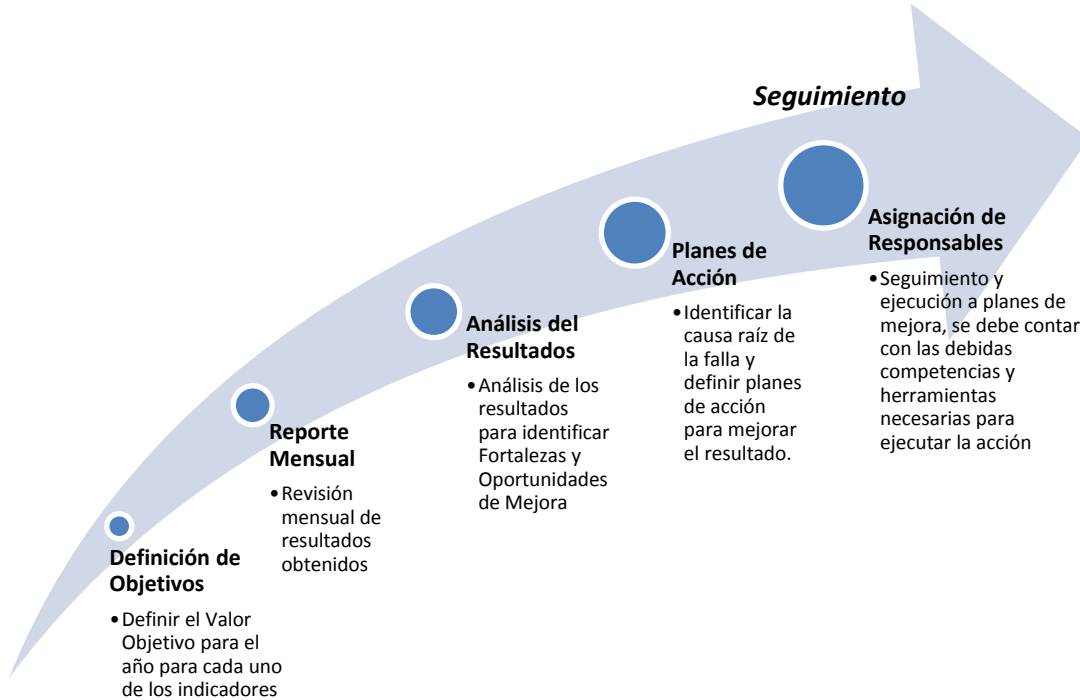 Seguimiento
Definición de
Objetivos
•Definir el Valor
Objetivo para el
año para cada uno
de los indicadores
Reporte
Mensual
•Revisión
mensual de
resultados
obtenidos
Análisis del
Resultados
•Análisis de los
resultados
para identificar
Fortalezas y
Oportunidades
de Mejora
Planes de
Acción
•Identificar la
causa raíz de
la falla y
definir planes
de acción
para mejorar
el resultado.
Asignación de
Responsables
•Seguimiento y
ejecución a planes de
mejora, se debe contar
con las debidas
competencias y
herramientas
necesarias para
ejecutar la acción